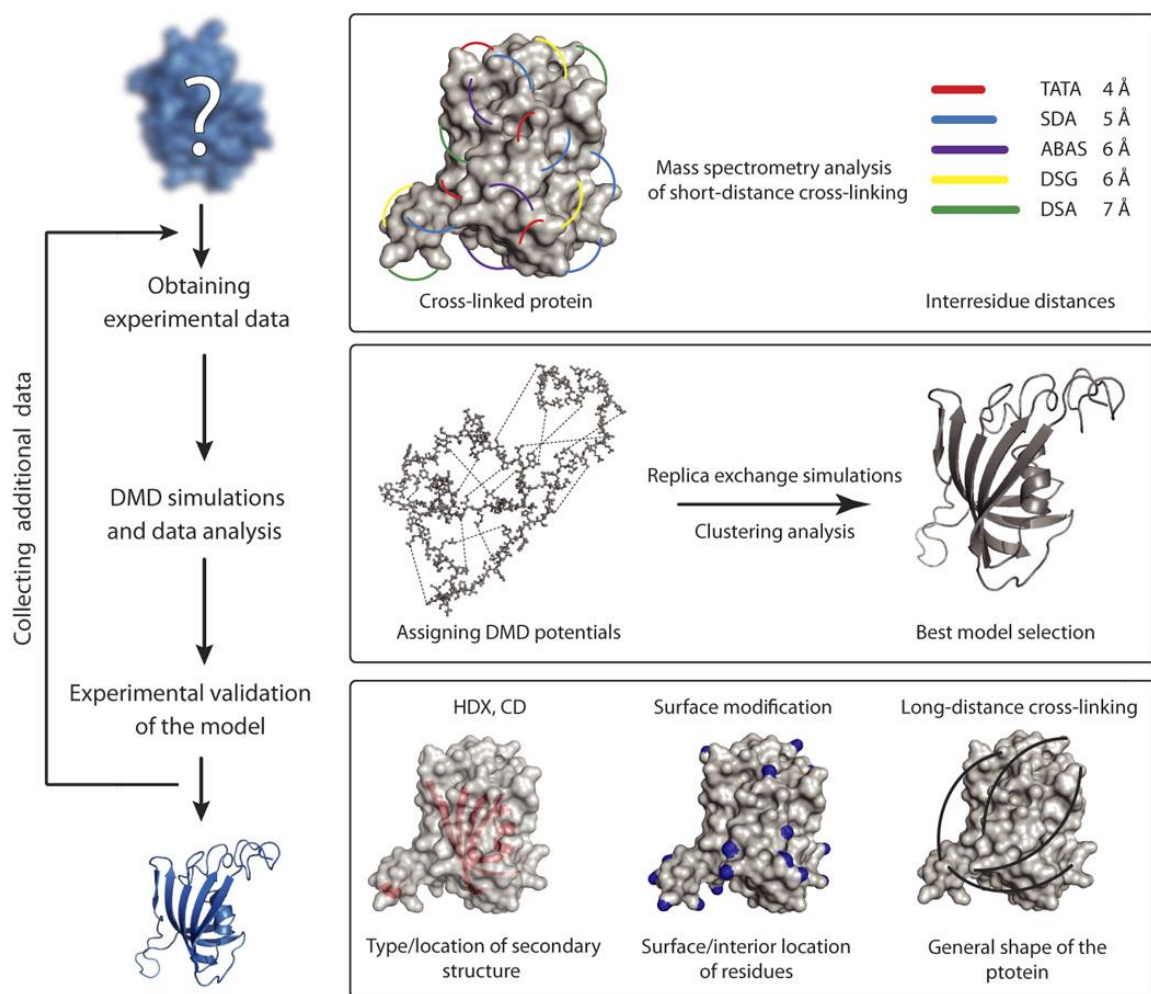 ?
Collecting additional data
Obtaining
experimental data
DMD simulations
and data analysis
Experimental validation
of the model
Mass spectrometry analysis
of short-distance cross-linking
TATA 4 Å
SDA 5 Å
ABAS 6 Å
DSG 6 Å
DSA 7 Å
Cross-linked protein
Interresidue distances
Replica exchange simulations
Clustering analysis
Assigning DMD potentials
Best model selection
HDX, CD
Surface modification
Long-distance cross-linking
Type/location of secondary
structure
Surface/interior location
of residues
General shape of the
ptotein